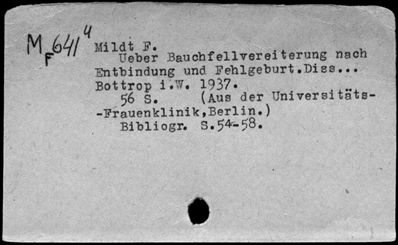 M F 641 4
Mildt F.
Ueber Bauchfellvereiterung nach
Entbindung und Fehlgeburt.Diss...
Bottrop i.W. 1937.
56 S. (Aus der Universitäts-
-Frauenklinik,Berlin.)
Bibliogr. S.54-58.